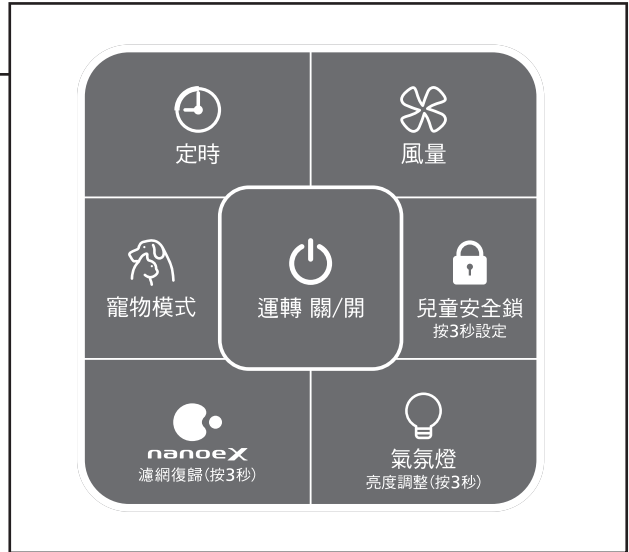 定時
風量
寵物模式
運轉 關/開
兒童安全鎖
按3秒設定
nanoeX
濾網復歸(按3秒)
氣氛燈
亮度調整(按3秒)